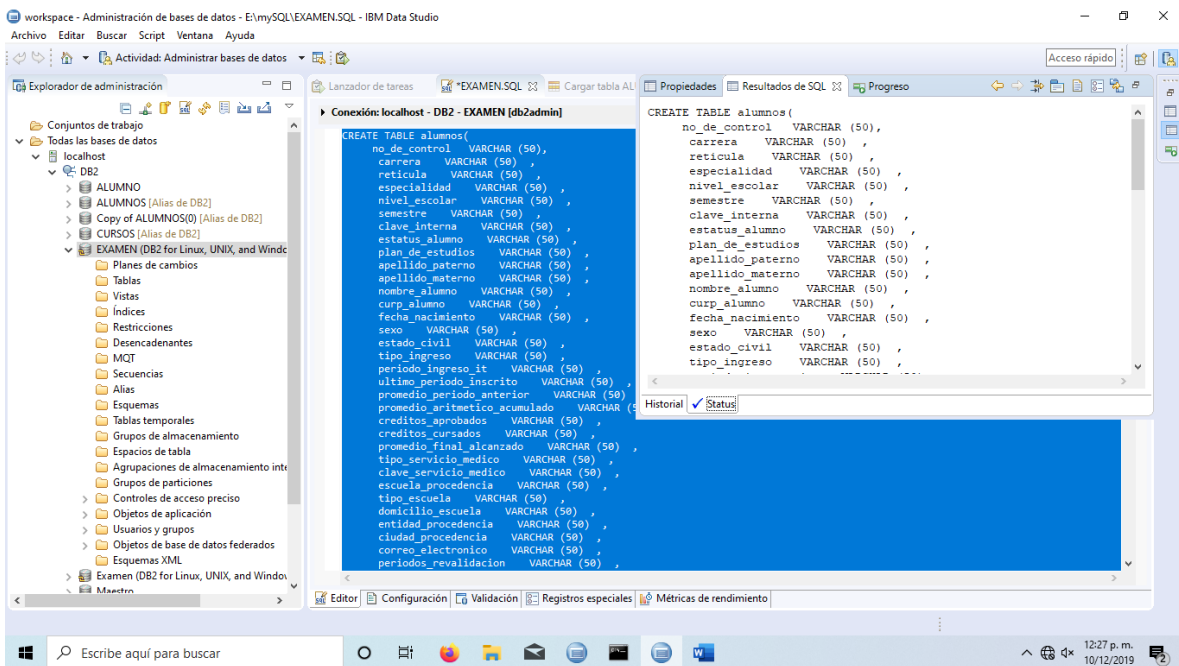 workspace - Administración de bases de datos - E:\mySQL\EXAMEN.SQL - IBM Data Studio
Archivo Editar Buscar Script Ventana Ayuda
Actividad: Administrar bases de datos
Acceso rápido
Explorador de administración
Conjuntos de trabajo
Todas las bases de datos
localhost
DB2
ALUMNO
ALUMNOS [Alias de DB2]
Copy of ALUMNOS(0) [Alias de DB2]
CURSOS [Alias de DB2]
EXAMEN (DB2 for Linux, UNIX, and Windo
Planes de cambios
Tablas
Vistas
Índices
Restricciones
Desencadenantes
MQT
Secuencias
Alias
Esquemas
Tablas temporales
Grupos de almacenamiento
Espacios de tabla
Agrupaciones de almacenamiento inte
Grupos de particiones
Controles de acceso preciso
Objetos de aplicación
Usuarios y grupos
Objetos de base de datos federados
Esquemas XML
Examen (DB2 for Linux, UNIX, and Window
Maestro
Lanzador de tareas
*EXAMEN.SQL
Cargar tabla AL
Conexión: localhost - DB2 - EXAMEN [db2admin]
CREATE TABLE alumnos(
no_de_control VARCHAR (50),
carrera VARCHAR (50) ,
reticula VARCHAR (50) ,
especialidad VARCHAR (50) ,
nivel_escolar VARCHAR (50) ,
semestre VARCHAR (50) ,
clave_interna VARCHAR (50) ,
estatus_alumno VARCHAR (50) ,
plan_de_estudios VARCHAR (50) ,
apellido_paterno VARCHAR (50) ,
apellido_materno VARCHAR (50) ,
nombre_alumno VARCHAR (50) ,
curp_alumno VARCHAR (50) ,
fecha_nacimiento VARCHAR (50) ,
sexo VARCHAR (50) ,
estado_civil VARCHAR (50) ,
tipo_ingreso VARCHAR (50) ,
periodo_ingreso_it VARCHAR (50) ,
ultimo_periodo_inscrito VARCHAR (50) ,
promedio_periodo_anterior VARCHAR (50)
promedio_aritmetico_acumulado VARCHAR (5
creditos_aprobados VARCHAR (50) ,
creditos_cursados VARCHAR (50) ,
promedio_final_alcanzado VARCHAR (50) ,
tipo_servicio_medico VARCHAR (50) ,
clave_servicio_medico VARCHAR (50) ,
escuela_procedencia VARCHAR (50) ,
tipo_escuela VARCHAR (50) ,
domicilio_escuela VARCHAR (50) ,
entidad_procedencia VARCHAR (50) ,
ciudad_procedencia VARCHAR (50) ,
correo_electronico VARCHAR (50) ,
periodos_revalidacion VARCHAR (50) ,
Editor Configuración Validación Registros especiales Métricas de rendimiento
Propiedades
Resultados de SQL
Progreso
CREATE TABLE alumnos(
no_de_control VARCHAR (50),
carrera VARCHAR (50) ,
reticula VARCHAR (50) ,
especialidad VARCHAR (50) ,
nivel_escolar VARCHAR (50) ,
semestre VARCHAR (50) ,
clave_interna VARCHAR (50) ,
estatus_alumno VARCHAR (50) ,
plan_de_estudios VARCHAR (50) ,
apellido_paterno VARCHAR (50) ,
apellido_materno VARCHAR (50) ,
nombre_alumno VARCHAR (50) ,
curp_alumno VARCHAR (50) ,
fecha_nacimiento VARCHAR (50) ,
sexo VARCHAR (50) ,
estado_civil VARCHAR (50) ,
tipo_ingreso VARCHAR (50) ,
Historial Status
Escribe aquí para buscar
12:27 p. m.
10/12/2019
2